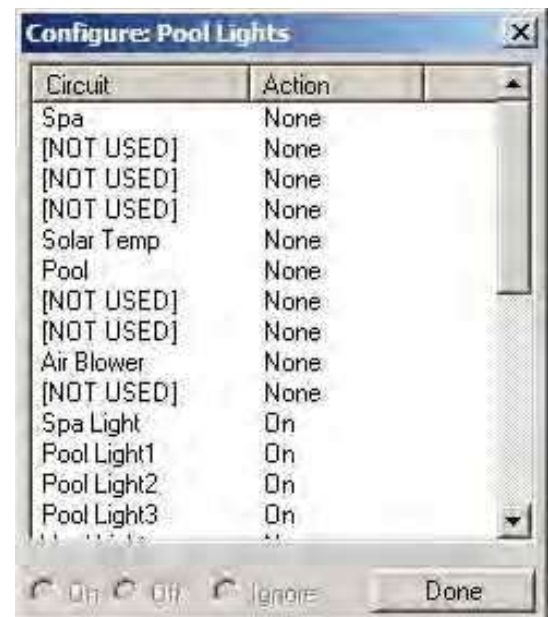 Configure: Pool Lights
Circuit Action
Spa None
[NOT USED] None
[NOT USED] None
[NOT USED] None
Solar Temp None
Pool None
[NOT USED] None
[NOT USED] None
Air Blower None
[NOT USED] None
Spa Light On
Pool Light1 On
Pool Light2 On
Pool Light3 On
On Off Ignore Done